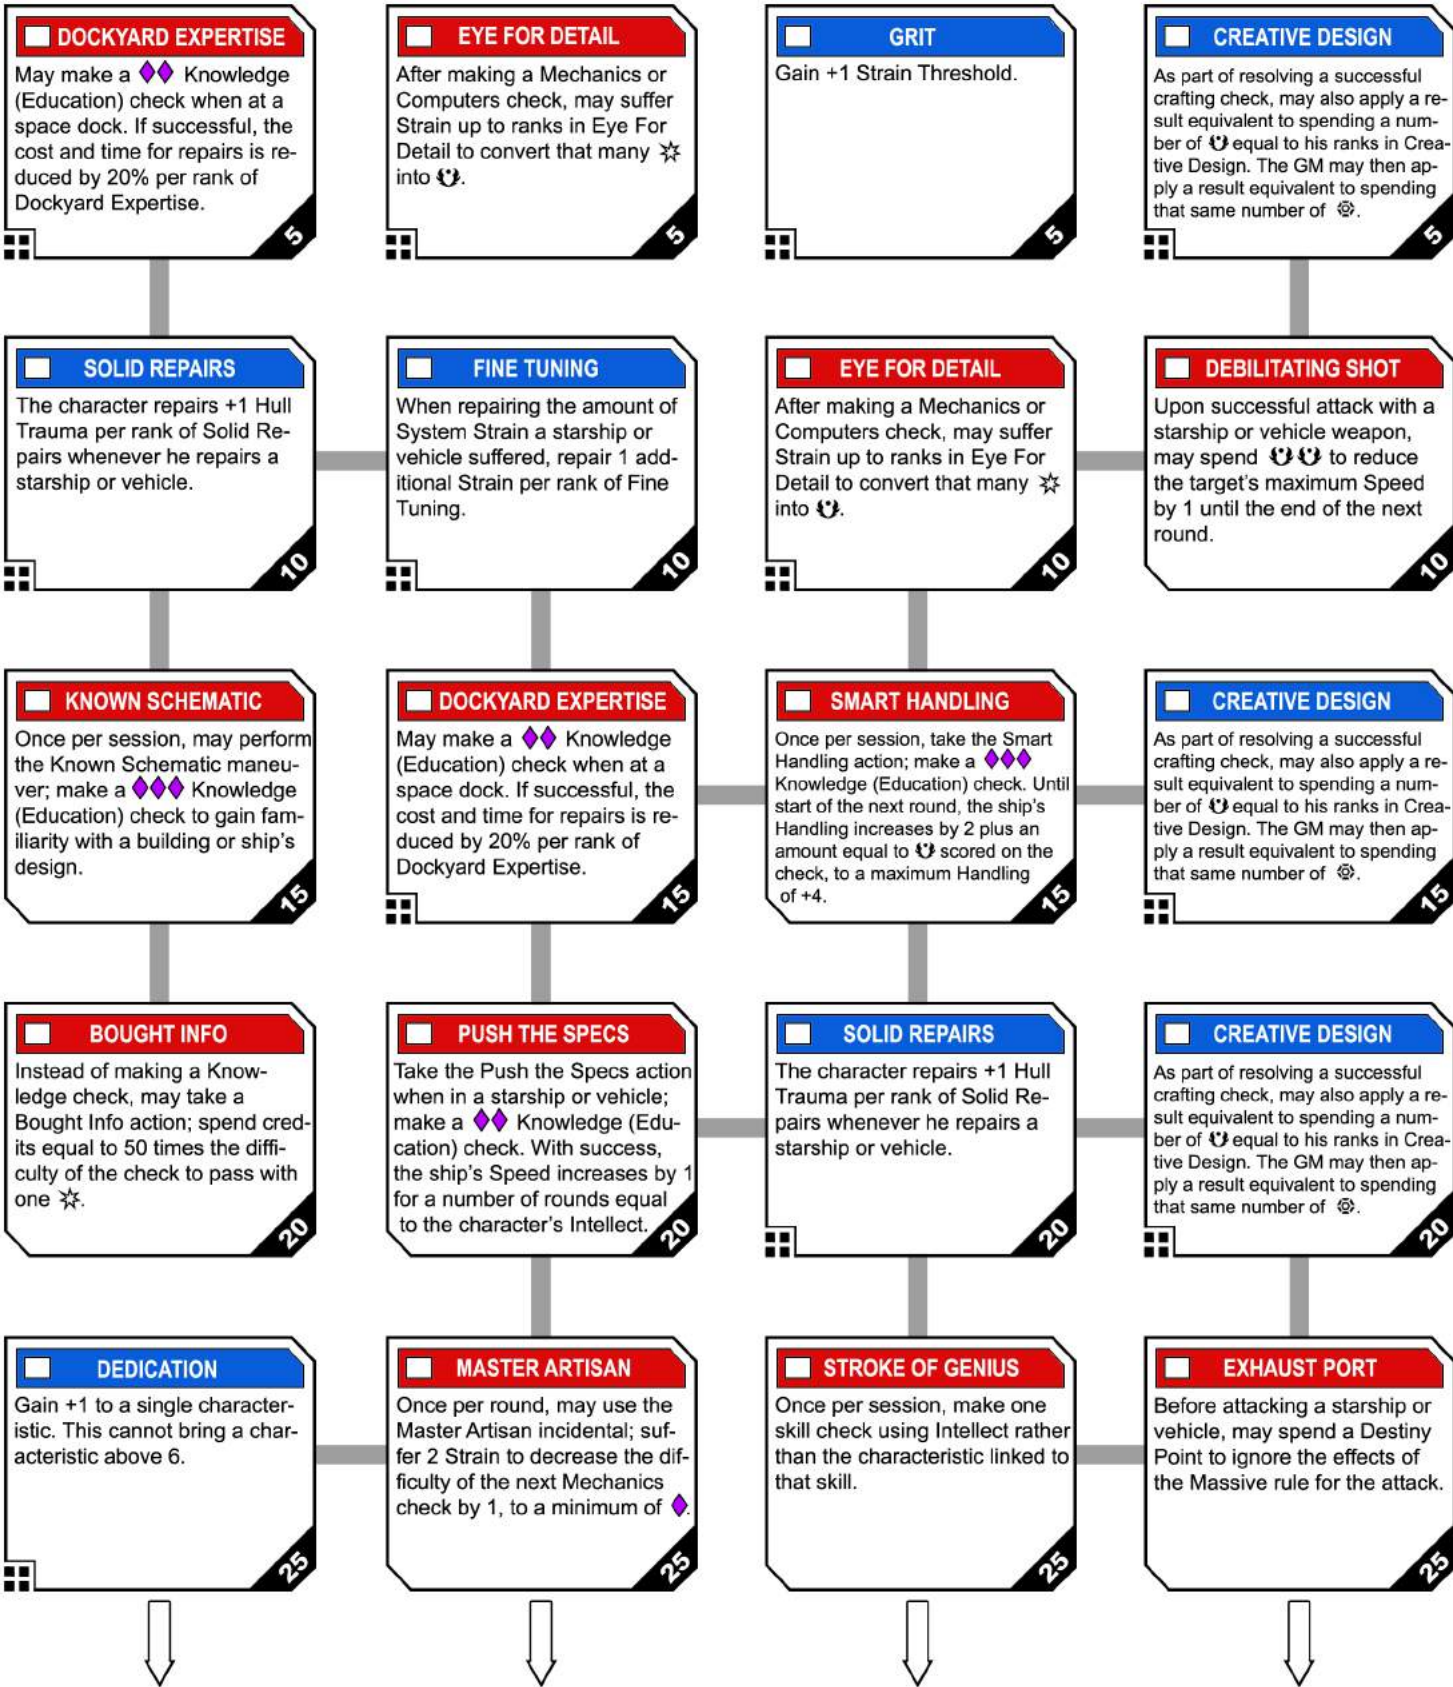 DOCKYARD EXPERTISE
May make a Knowledge
(Education) check when at a
space dock. If successful, the
cost and time for repairs is re-
duced by 20% per rank of
Dockyard Expertise.
5
EYE FOR DETAIL
After making a Mechanics or
Computers check, may suffer
Strain up to ranks in Eye For
Detail to convert that many
into .
5
GRIT
Gain +1 Strain Threshold.
5
CREATIVE DESIGN
As part of resolving a successful
crafting check, may also apply a re-
sult equivalent to spending a num-
ber of equal to his ranks in Crea-
tive Design. The GM may then ap-
ply a result equivalent to spending
that same number of .
5
SOLID REPAIRS
The character repairs +1 Hull
Trauma per rank of Solid Re-
pairs whenever he repairs a
starship or vehicle.
10
FINE TUNING
When repairing the amount of
System Strain a starship or
vehicle suffered, repair 1 add-
itional Strain per rank of Fine
Tuning.
10
EYE FOR DETAIL
After making a Mechanics or
Computers check, may suffer
Strain up to ranks in Eye For
Detail to convert that many
into .
10
DEBILITATING SHOT
Upon successful attack with a
starship or vehicle weapon,
may spend to reduce
the target's maximum Speed
by 1 until the end of the next
round.
10
KNOWN SCHEMATIC
Once per session, may perform
the Known Schematic maneu-
ver; make a Knowledge
(Education) check to gain fam-
iliarity with a building or ship's
design.
15
DOCKYARD EXPERTISE
May make a Knowledge
(Education) check when at a
space dock. If successful, the
cost and time for repairs is re-
duced by 20% per rank of
Dockyard Expertise.
15
SMART HANDLING
Once per session, take the Smart
Handling action; make a
Knowledge (Education) check. Until
start of the next round, the ship's
Handling increases by 2 plus an
amount equal to scored on the
check, to a maximum Handling
of +4.
15
CREATIVE DESIGN
As part of resolving a successful
crafting check, may also apply a re-
sult equivalent to spending a num-
ber of equal to his ranks in Crea-
tive Design. The GM may then ap-
ply a result equivalent to spending
that same number of .
15
BOUGHT INFO
Instead of making a Know-
ledge check, may take a
Bought Info action; spend cred-
its equal to 50 times the diffi-
culty of the check to pass with
one .
20
PUSH THE SPECS
Take the Push the Specs action
when in a starship or vehicle;
make a Knowledge (Edu-
cation) check. With success,
the ship's Speed increases by 1
for a number of rounds equal
to the character's Intellect.
20
SOLID REPAIRS
The character repairs +1 Hull
Trauma per rank of Solid Re-
pairs whenever he repairs a
starship or vehicle.
20
CREATIVE DESIGN
As part of resolving a successful
crafting check, may also apply a re-
sult equivalent to spending a num-
ber of equal to his ranks in Crea-
tive Design. The GM may then ap-
ply a result equivalent to spending
that same number of .
20
DEDICATION
Gain +1 to a single character-
istic. This cannot bring a char-
acteristic above 6.
25
MASTER ARTISAN
Once per round, may use the
Master Artisan incidental; suf-
fer 2 Strain to decrease the dif-
ficulty of the next Mechanics
check by 1, to a minimum of .
25
STROKE OF GENIUS
Once per session, make one
skill check using Intellect rather
than the characteristic linked to
that skill.
25
EXHAUST PORT
Before attacking a starship or
vehicle, may spend a Destiny
Point to ignore the effects of
the Massive rule for the attack.
25